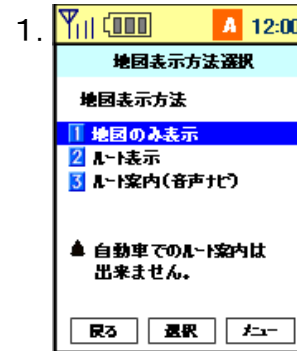 1.
A 12:00
地図表示方法選択
地図表示方法
1 地図のみ表示
2 ルート表示
3 ルート案内(音声ナビ)
自動車でのルート案内は
出来ません。
戻る 選択 メニュー